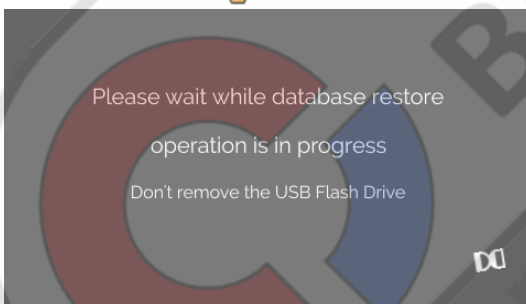 Please wait while database restore
operation is in progress
Don't remove the USB Flash Drive
B